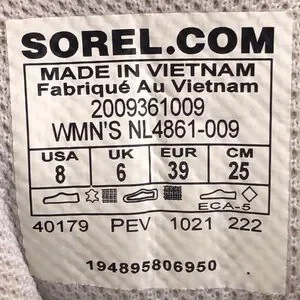 SOREL.COM
MADE IN VIETNAM
Fabriqué Au Vietnam
2009361009
WMN'S NL4861-009
USA UK EUR CM
8 6 39 25
ECA-5
40179 PEV 1021 222
194895806950